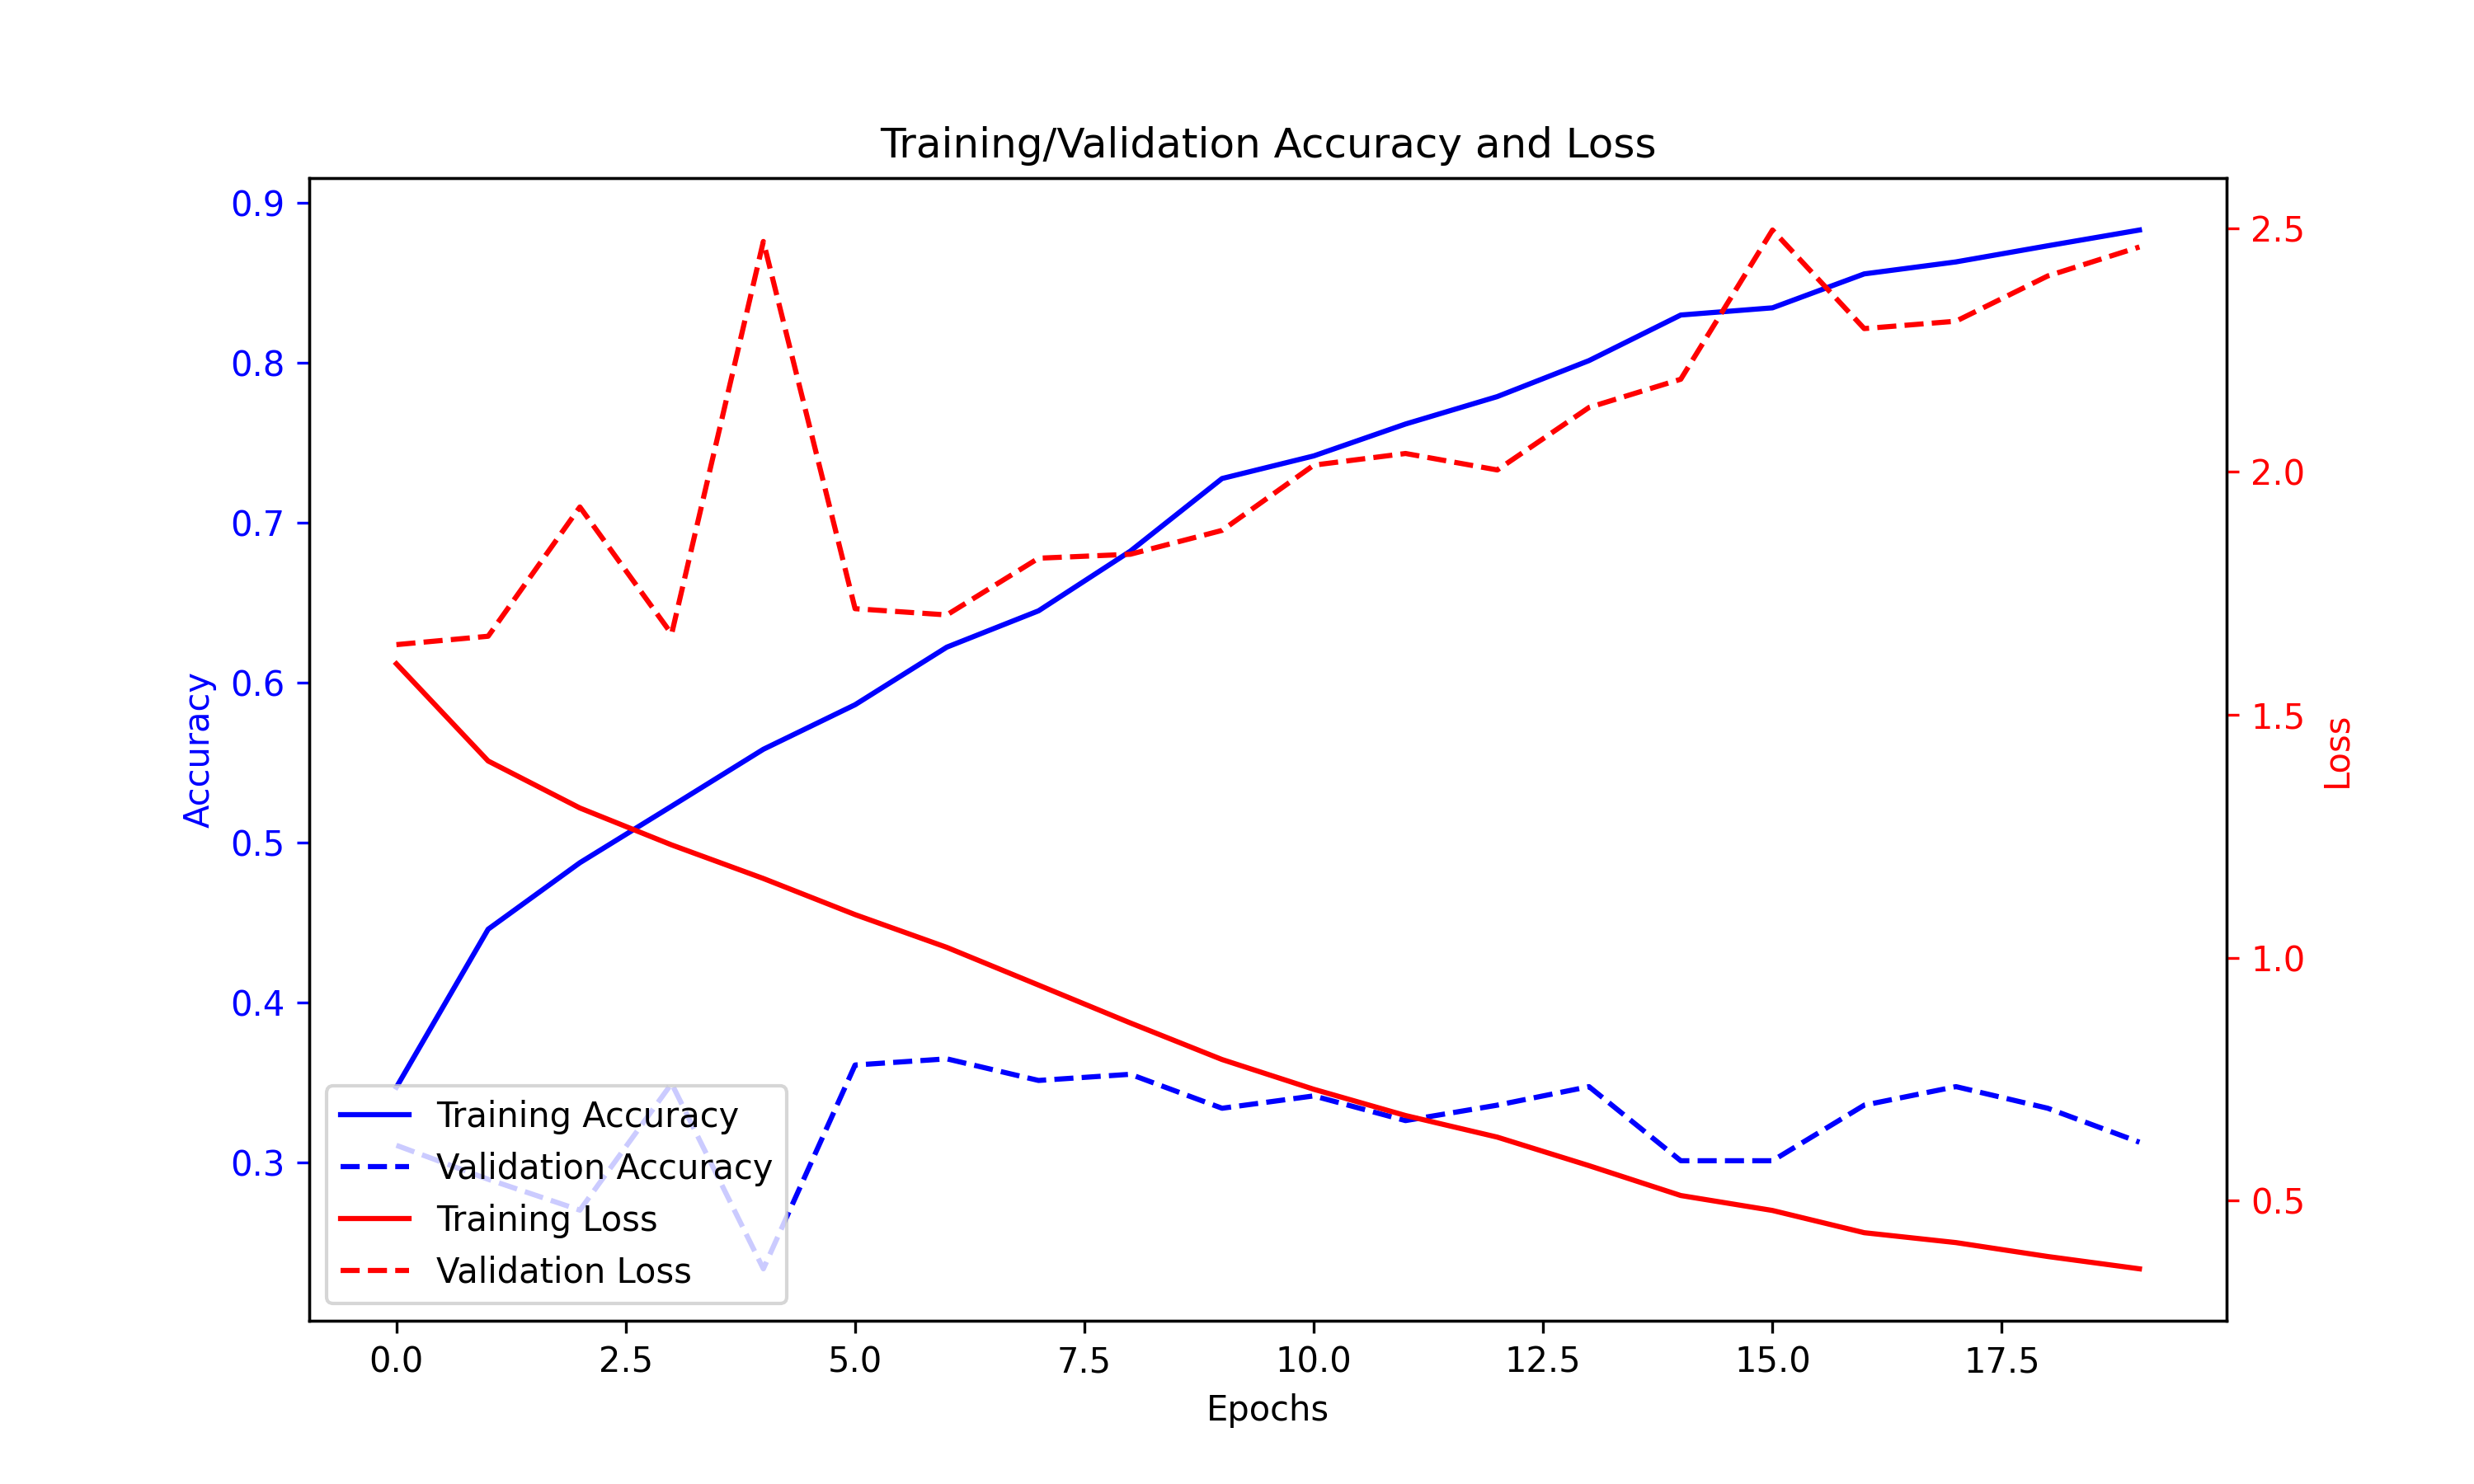 Training/Validation Accuracy and Loss
0.9
0.8
0.7
0.6
0.5
0.4
0.3
Accuracy
2.5
2.0
1.5
1.0
0.5
Loss
Training Accuracy
Validation Accuracy
Training Loss
Validation Loss
0.0 2.5 5.0 7.5 10.0 12.5 15.0 17.5
Epochs